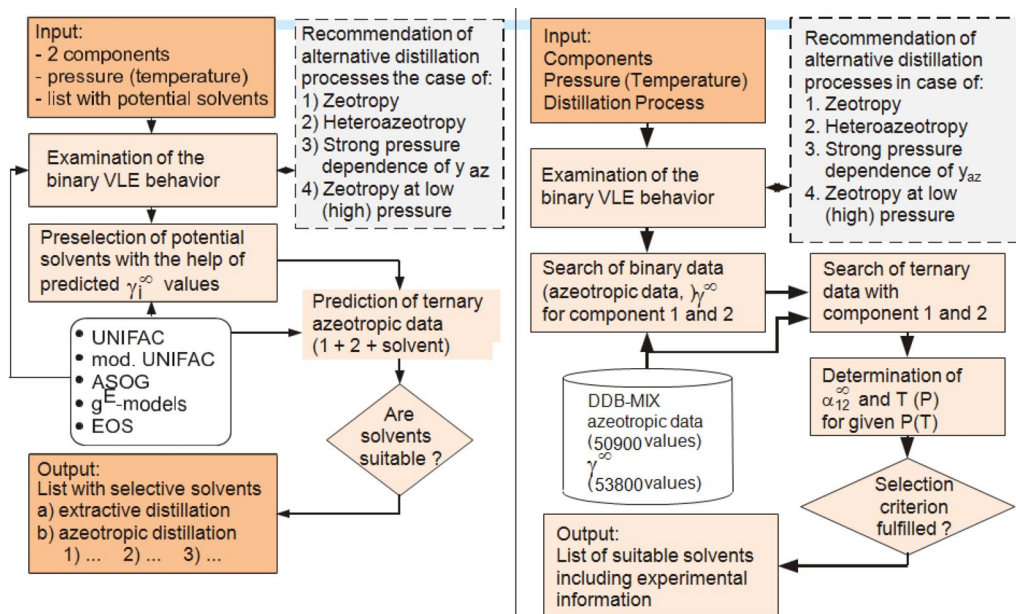 Input:
- 2 components
- pressure (temperature)
- list with potential solvents
Recommendation of
alternative distillation
processes the case of:
1) Zeotropy
2) Heteroazeotropy
3) Strong pressure
dependence of y az
4) Zeotropy at low
(high) pressure
Examination of the
binary VLE behavior
Preselection of potential
solvents with the help of
predicted γi∞ values
Prediction of ternary
azeotropic data
(1 + 2 + solvent)
• UNIFAC
• mod. UNIFAC
• ASOG
• gE-models
• EOS
Are
solvents
suitable ?
Output:
List with selective solvents
a) extractive distillation
b) azeotropic distillation
1) ... 2) ... 3) ...
Input:
Components
Pressure (Temperature)
Distillation Process
Recommendation of
alternative distillation
processes in case of:
1. Zeotropy
2. Heteroazeotropy
3. Strong pressure
dependence of yaz
4. Zeotropy at low
(high) pressure
Examination of the
binary VLE behavior
Search of binary data
(azeotropic data, )γ∞
for component 1 and 2
Search of ternary
data with
component 1 and 2
DDB-MIX
azeotropic data
(50900 values)
γ∞
(53800 values)
Determination of
α12∞ and T (P)
for given P(T)
Selection
criterion
fulfilled ?
Output:
List of suitable solvents
including experimental
information